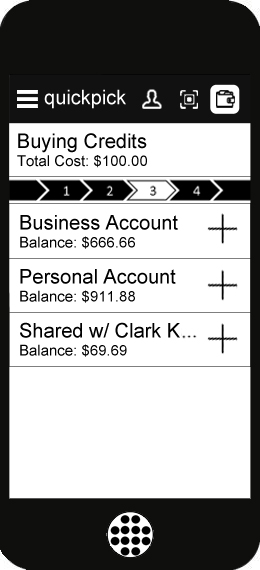 quickpick
Buying Credits
Total Cost: $100.00
1 2 3 4
Business Account
Balance: $666.66
Personal Account
Balance: $911.88
Shared w/ Clark K...
Balance: $69.69